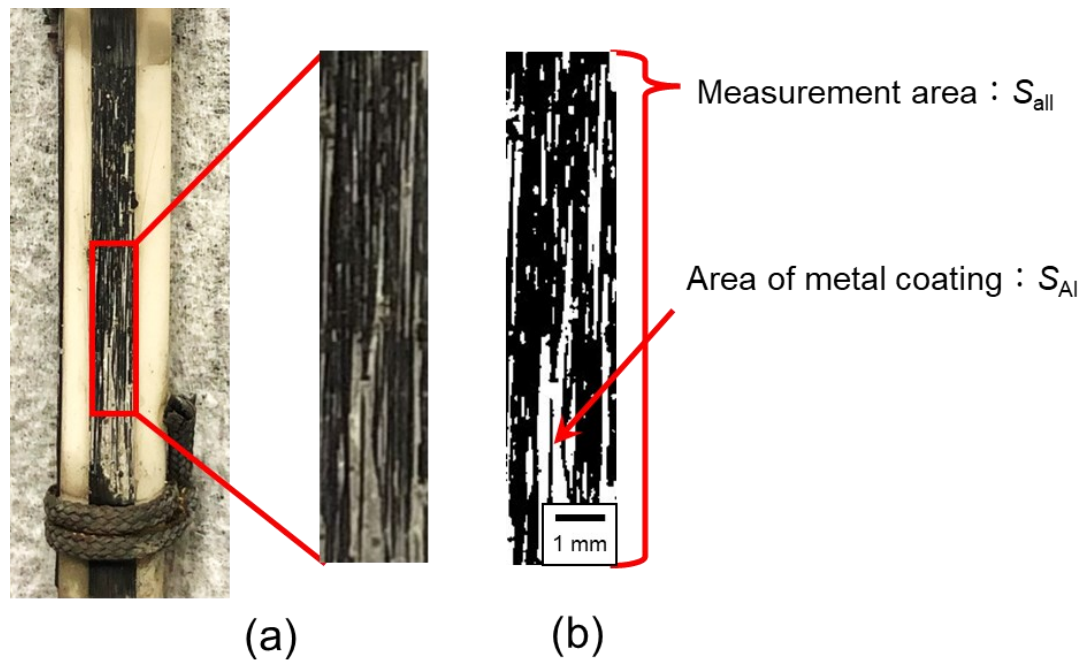 Measurement area：Sall
Area of metal coating：SAl
1 mm
(a)
(b)